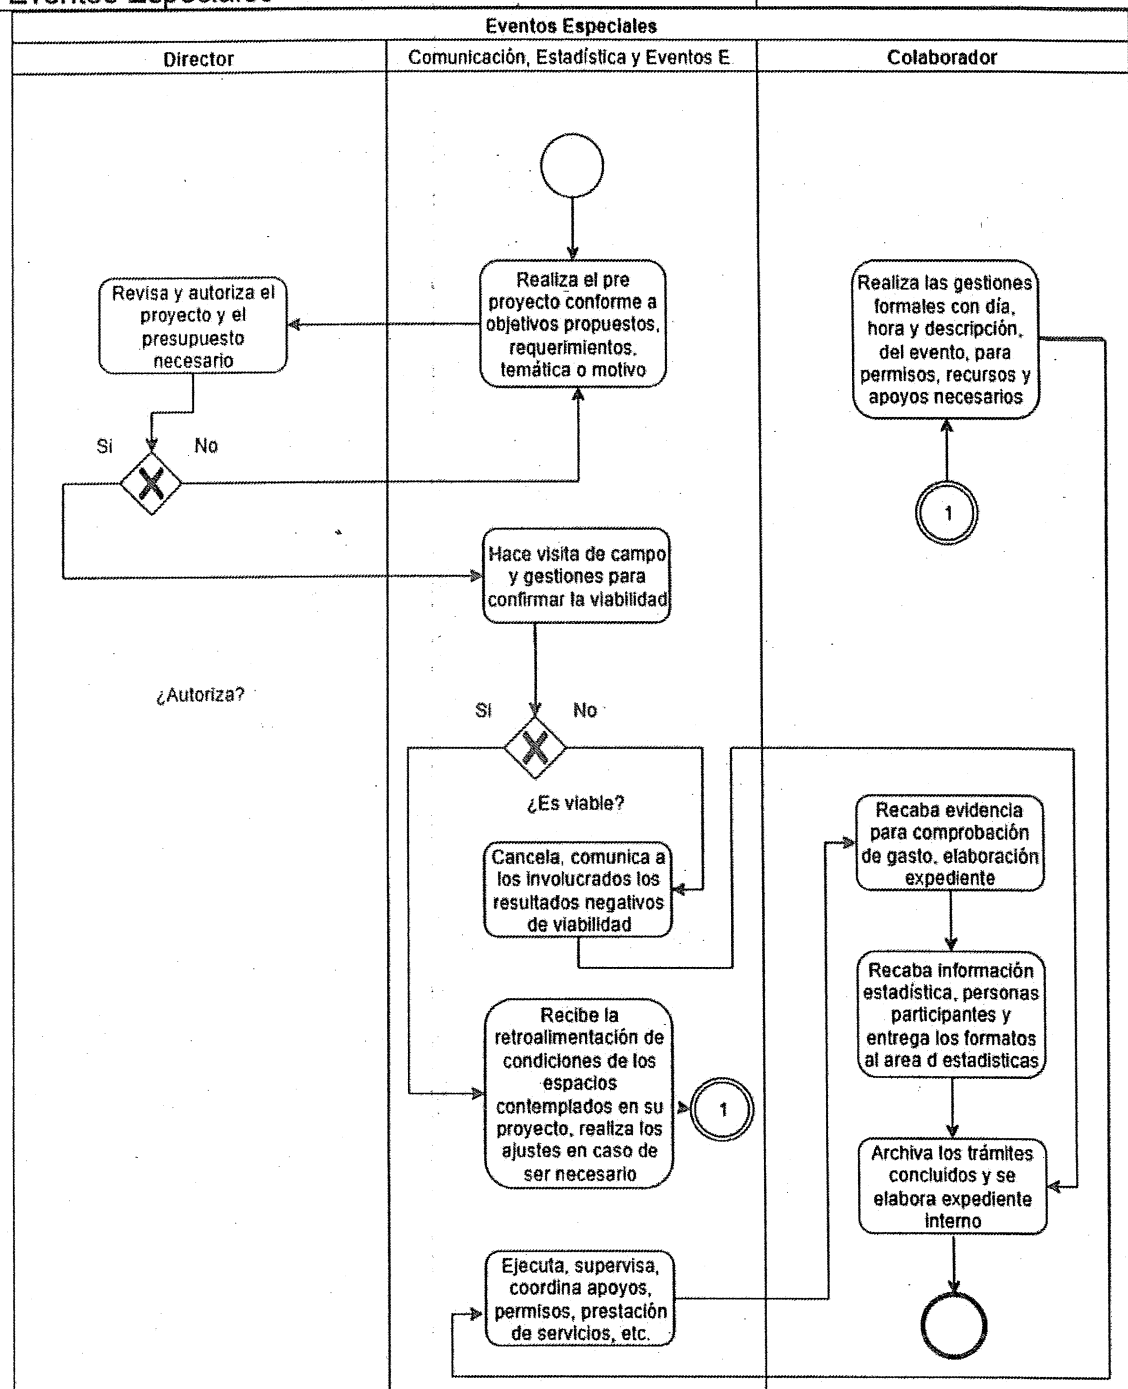 Eventos Especiales
Eventos Especiales
Director
Comunicación, Estadística y Eventos E
Colaborador
Revisa y autoriza el
proyecto y el
presupuesto
necesario
Realiza el pre
proyecto conforme a
objetivos propuestos,
requerimientos,
temática o motivo
Realiza las gestiones
formales con día,
hora y descripción,
del evento, para
permisos, recursos y
apoyos necesarios
Si
No
1
Hace visita de campo
y gestiones para
confirmar la viabilidad
¿Autoriza?
Si
No
¿Es viable?
Cancela, comunica a
los involucrados los
resultados negativos
de viabilidad
Recaba evidencia
para comprobación
de gasto, elaboración
expediente
Recaba información
estadística, personas
participantes y
entrega los formatos
al area d estadisticas
Recibe la
retroalimentación de
condiciones de los
espacios
contemplados en su
proyecto, realiza los
ajustes en caso de
ser necesario
1
Archiva los trámites
concluidos y se
elabora expediente
interno
Ejecuta, supervisa,
coordina apoyos,
permisos, prestación
de servicios, etc.